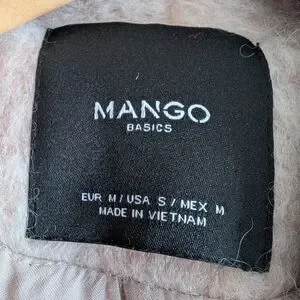 MANGO
BASICS
EUR M / USA S / MEX M
MADE IN VIETNAM